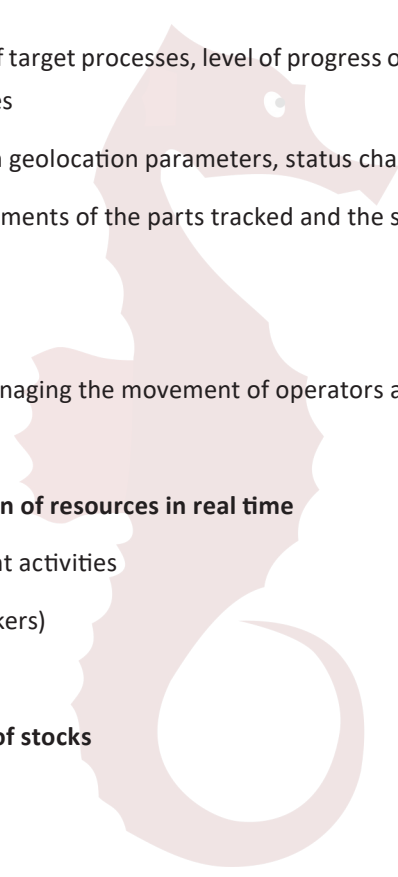 f target processes, level of progress o
es
n geolocation parameters, status cha
ments of the parts tracked and the s
naging the movement of operators a
n of resources in real time
nt activities
kers)
of stocks